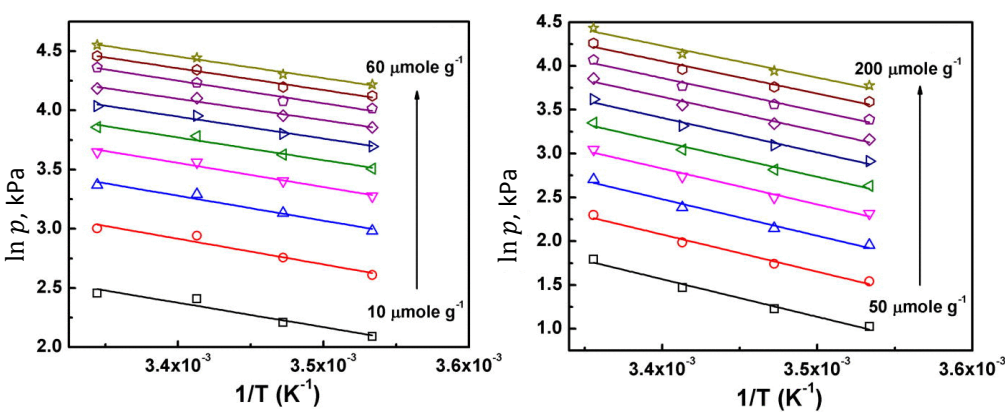 ln p, kPa
4.5
4.0
3.5
3.0
2.5
2.0
60 μmole g⁻¹
10 μmole g⁻¹
3.4x10⁻³
3.5x10⁻³
3.6x10⁻³
1/T (K⁻¹)
ln p, kPa
4.5
4.0
3.5
3.0
2.5
2.0
1.5
1.0
200 μmole g⁻¹
50 μmole g⁻¹
3.4x10⁻³
3.5x10⁻³
3.6x10⁻³
1/T (K⁻¹)